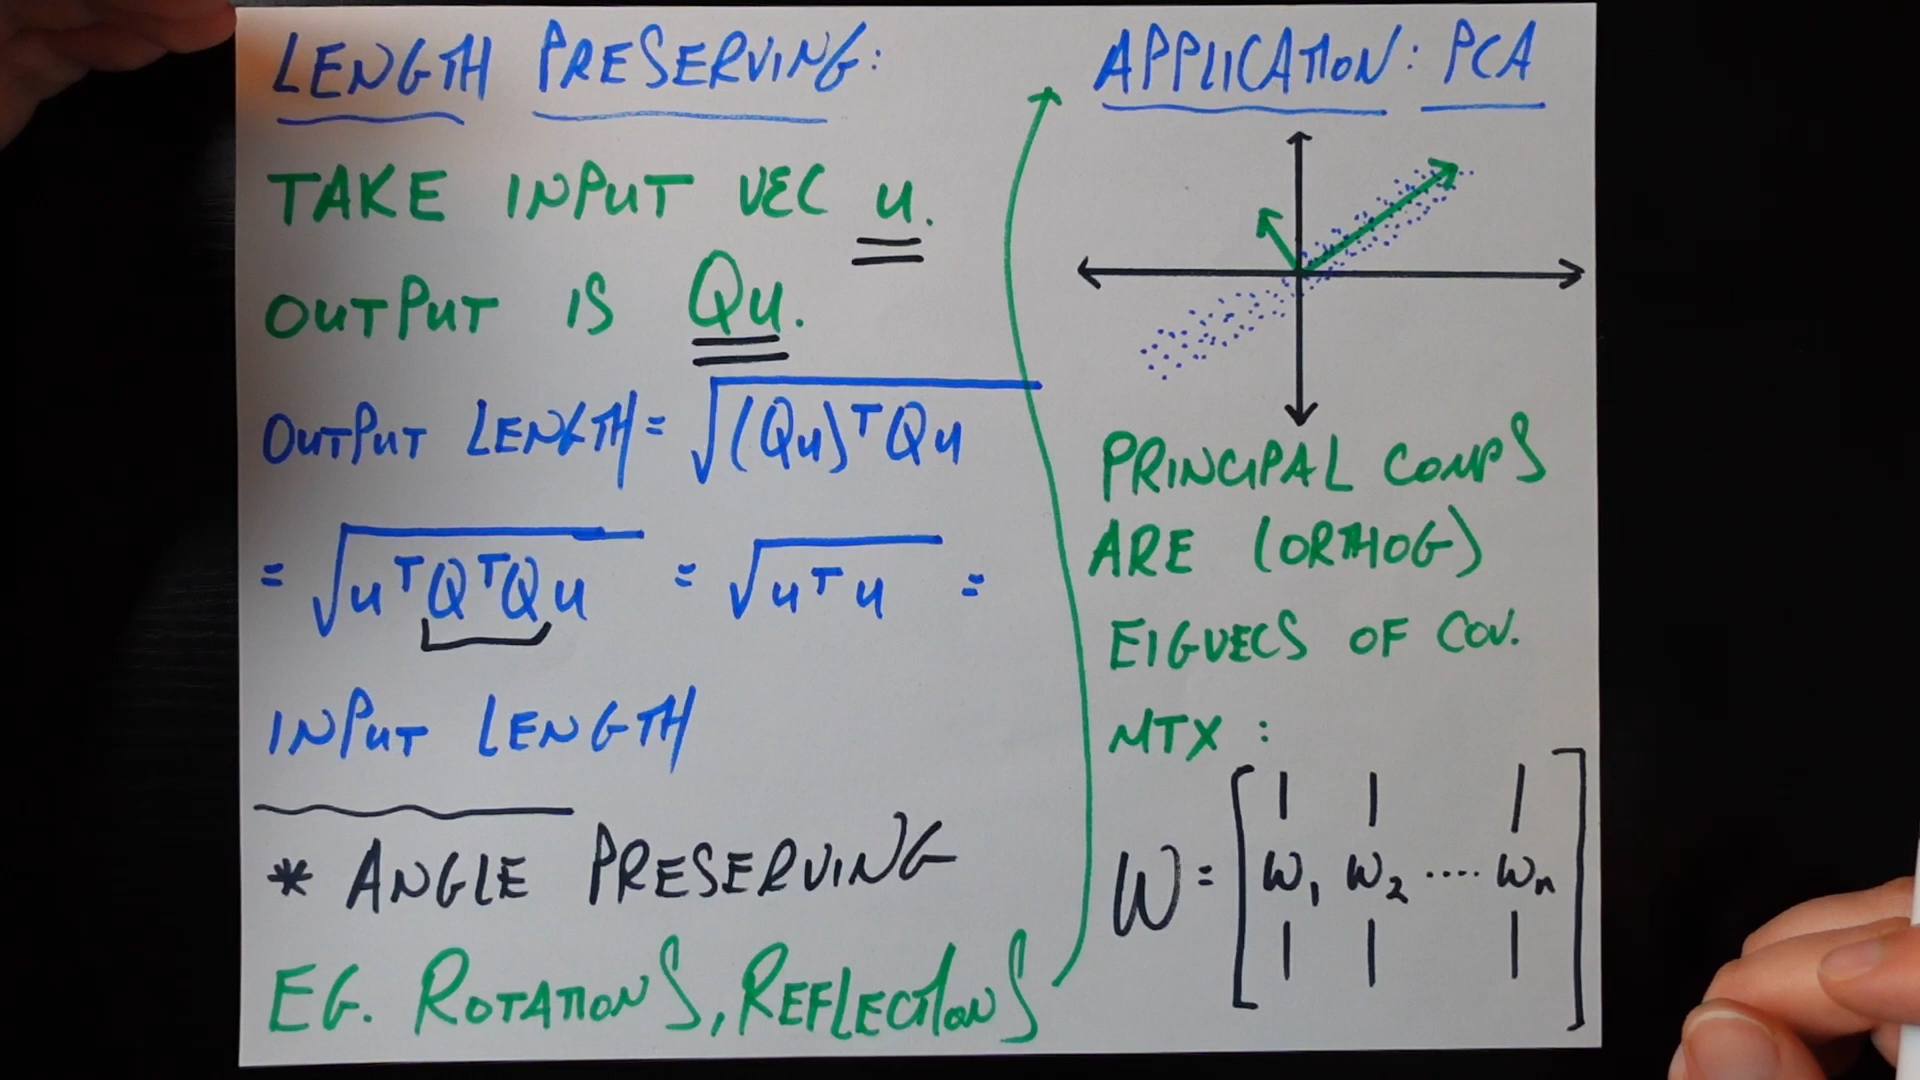 LENGTH PRESERVING:
TAKE INPUT VEC u.
OUTPUT IS Qu.
OUTPUT LENGTH = √(Qu)ᵀQu
= √uᵀQᵀQu = √uᵀu =
INPUT LENGTH
* ANGLE PRESERVING
EG. ROTATIONS, REFLECTIONS
APPLICATION: PCA
PRINCIPAL COMPS
ARE (ORTHOG)
EIGVECS OF COV.
MTX:
W = [w₁ w₂ .... wₙ]